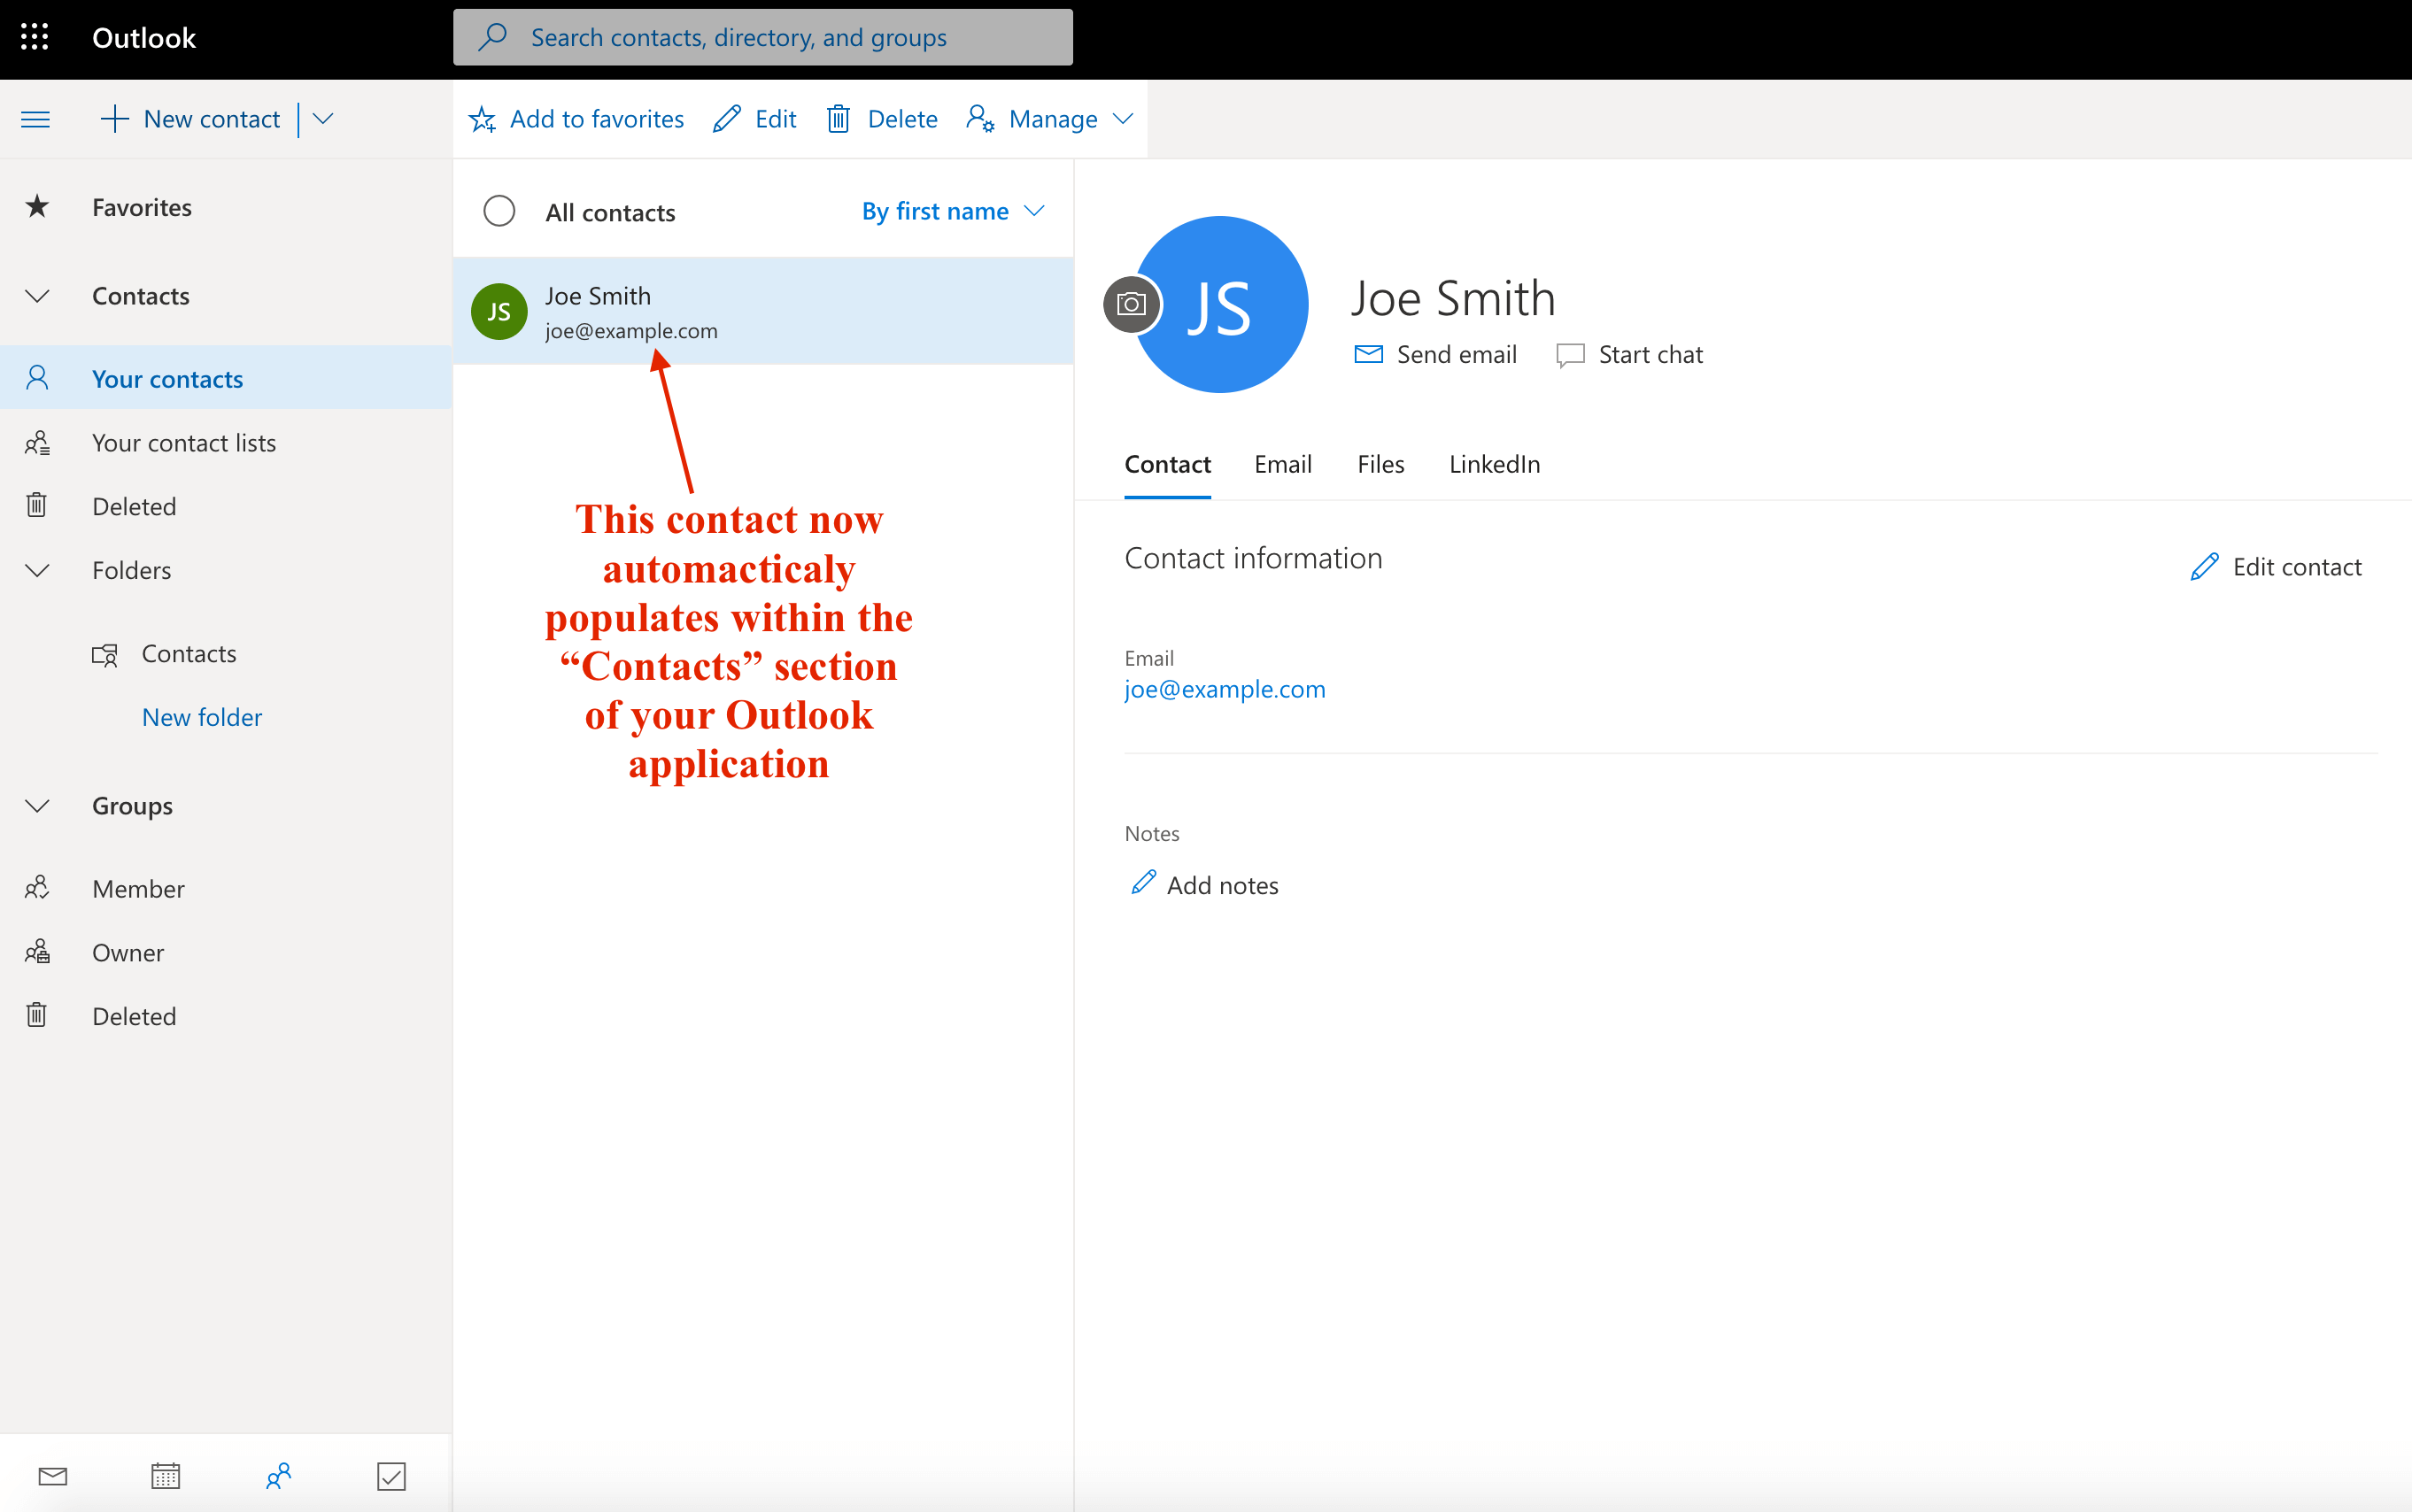 Outlook
Search contacts, directory, and groups
New contact
Add to favorites
Edit
Delete
Manage
Favorites
Contacts
Your contacts
Your contact lists
Deleted
Folders
Contacts
New folder
Groups
Member
Owner
Deleted
All contacts
By first name
JS
Joe Smith
joe@example.com
This contact now
automacticaly
populates within the
“Contacts” section
of your Outlook
application
JS
Joe Smith
Send email
Start chat
Contact
Email
Files
LinkedIn
Contact information
Edit contact
Email
joe@example.com
Notes
Add notes